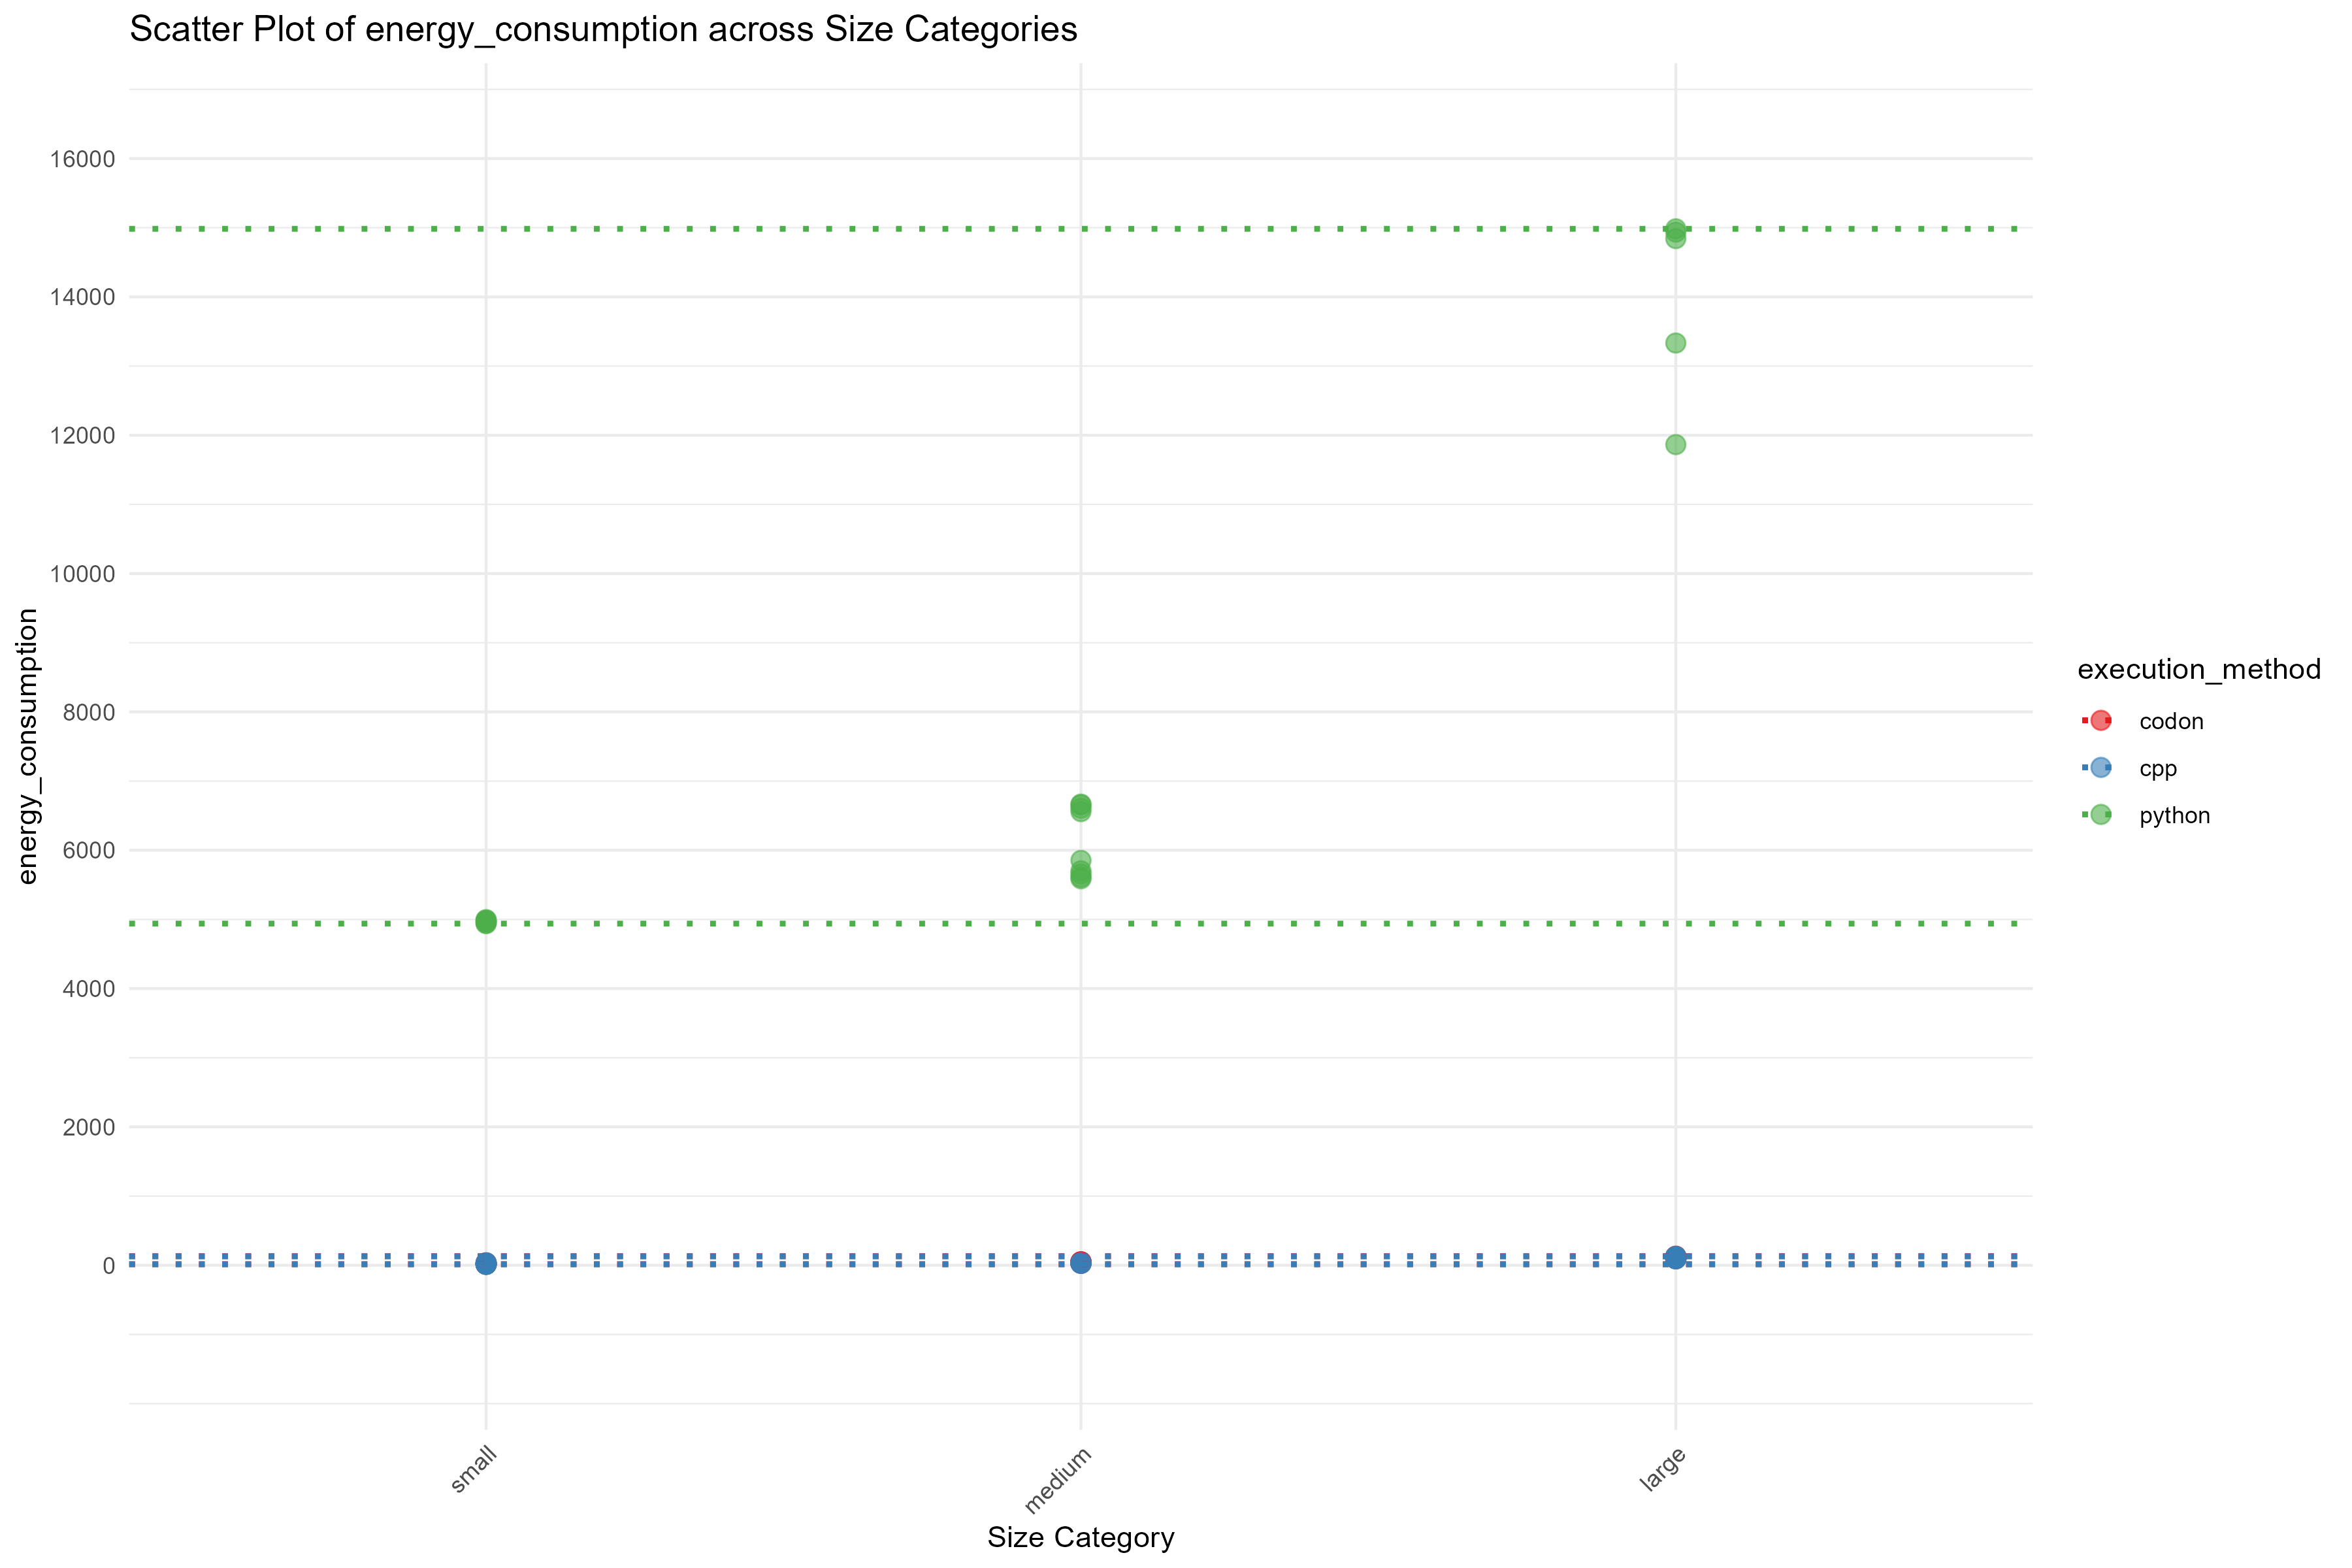 Scatter Plot of energy_consumption across Size Categories
16000
14000
12000
10000
8000
6000
4000
2000
0
energy_consumption
small
medium
large
Size Category
execution_method
codon
cpp
python